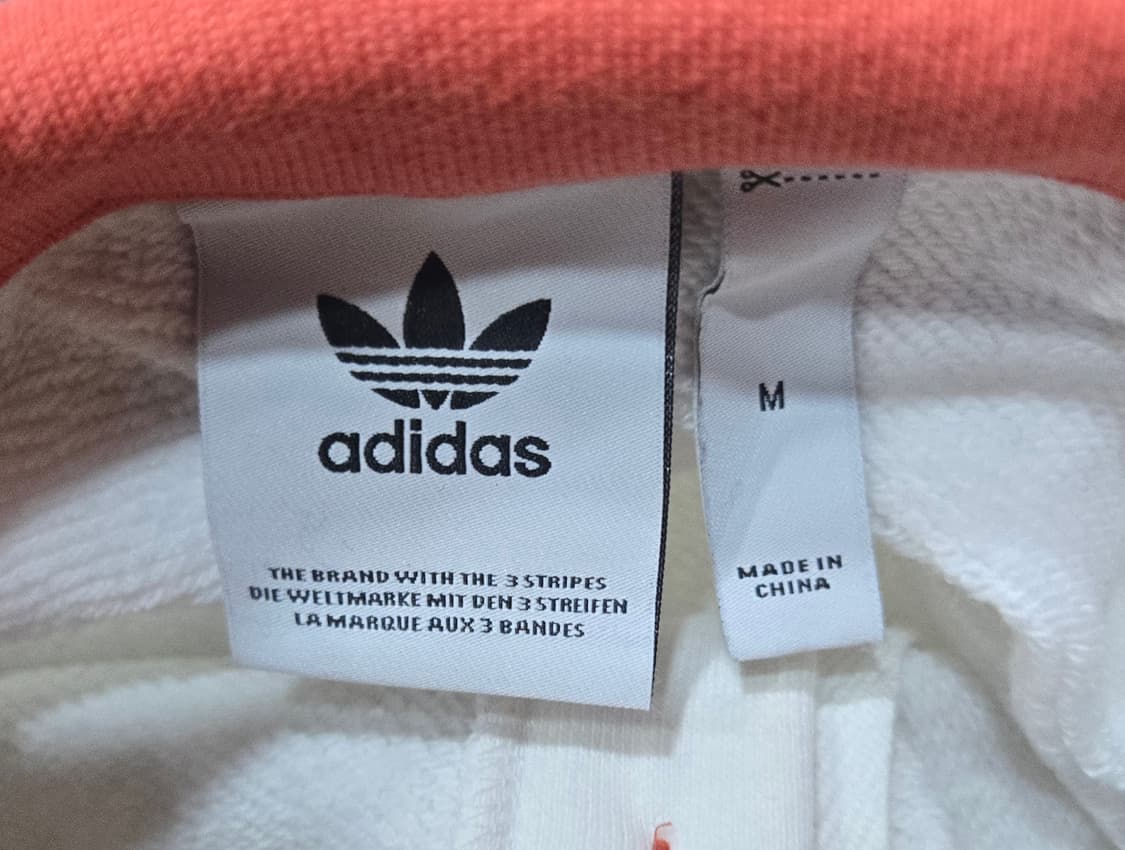 adidas
THE BRAND WITH THE 3 STRIPES
DIE WELTMARKE MIT DEN 3 STREIFEN
LA MARQUE AUX 3 BANDES
M
MADE IN
CHINA